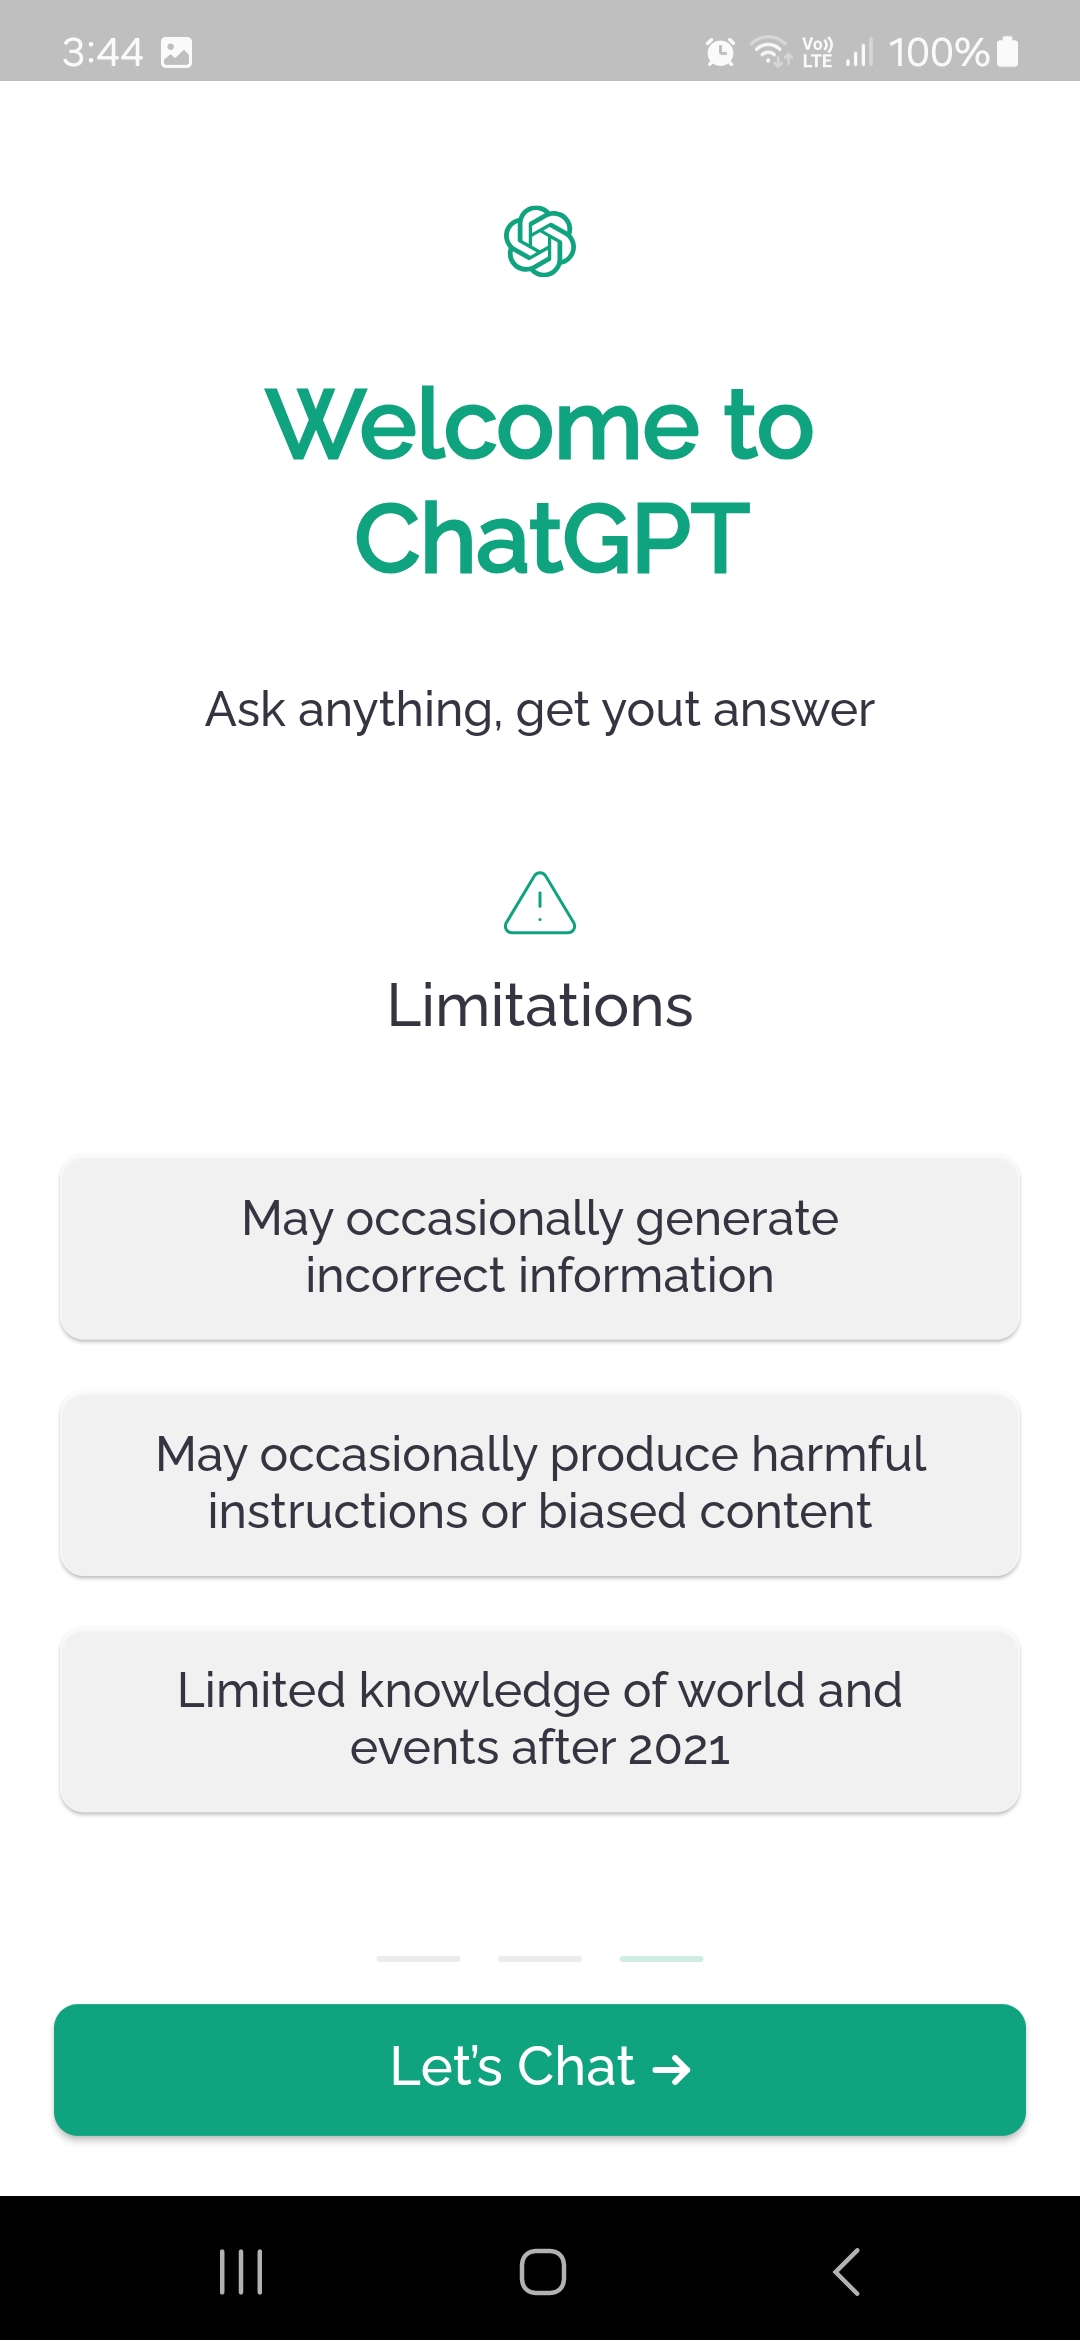 3:44 Vo)) LTE 100%
Welcome to
ChatGPT
Ask anything, get yout answer
Limitations
May occasionally generate
incorrect information
May occasionally produce harmful
instructions or biased content
Limited knowledge of world and
events after 2021
Let’s Chat →